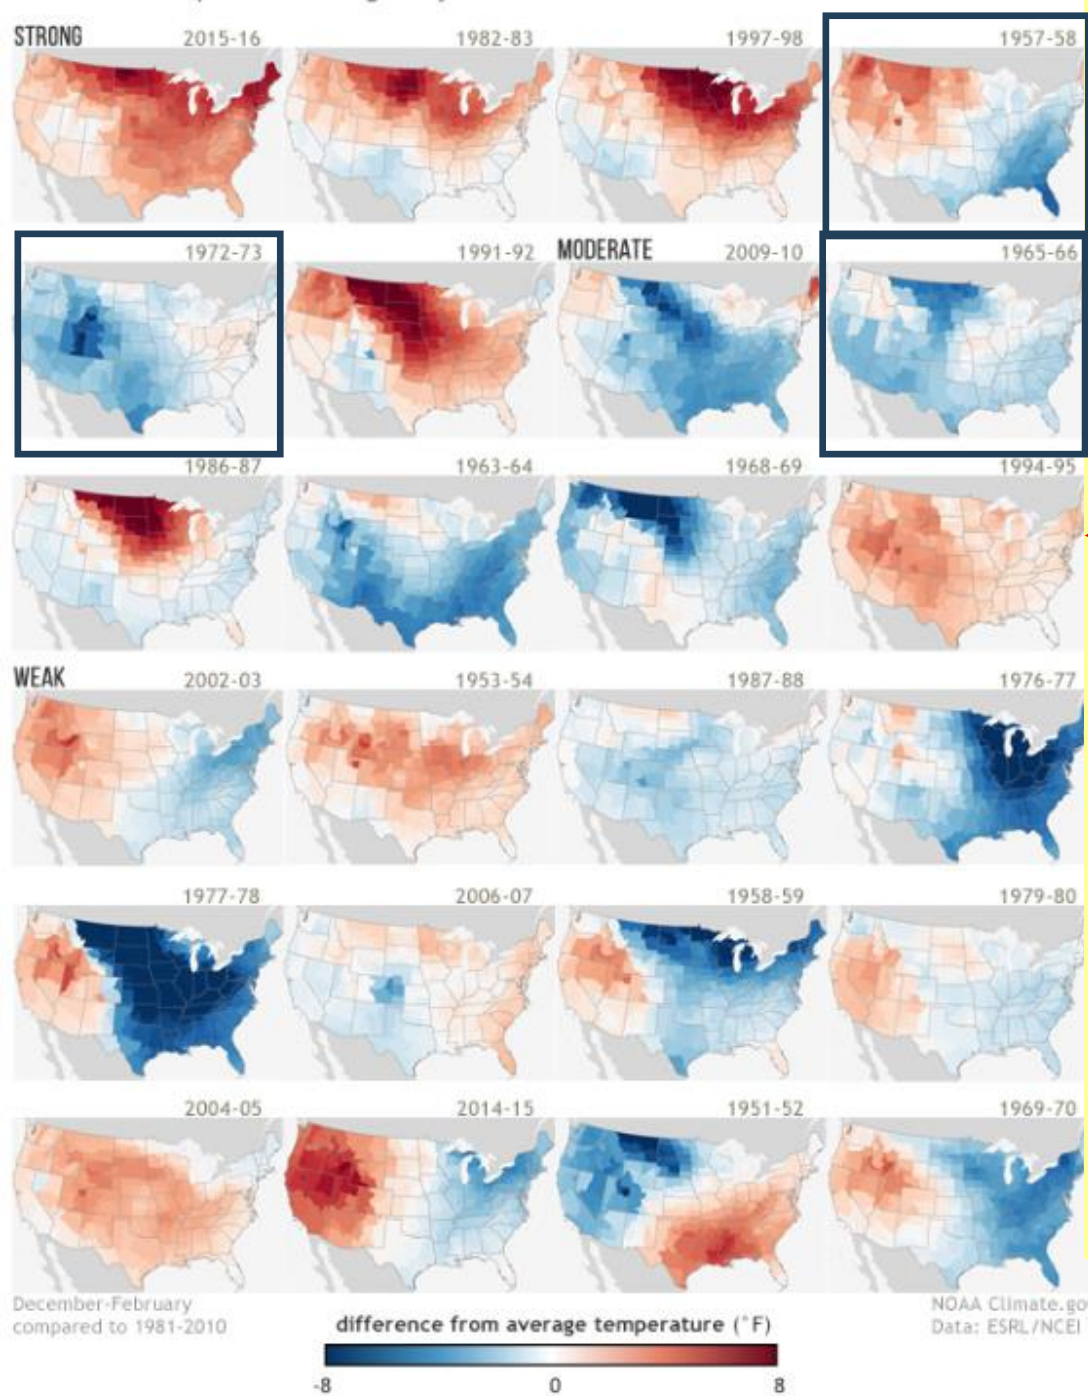 STRONG 2015-16 1982-83 1997-98 1957-58
1972-73 1991-92 MODERATE 2009-10 1965-66
1986-87 1963-64 1968-69 1994-95
WEAK 2002-03 1953-54 1987-88 1976-77
1977-78 2006-07 1958-59 1979-80
2004-05 2014-15 1951-52 1969-70
December-February
compared to 1981-2010
difference from average temperature (°F)
-8 0 8
NOAA Climate.go
Data: ESRL/NCEI